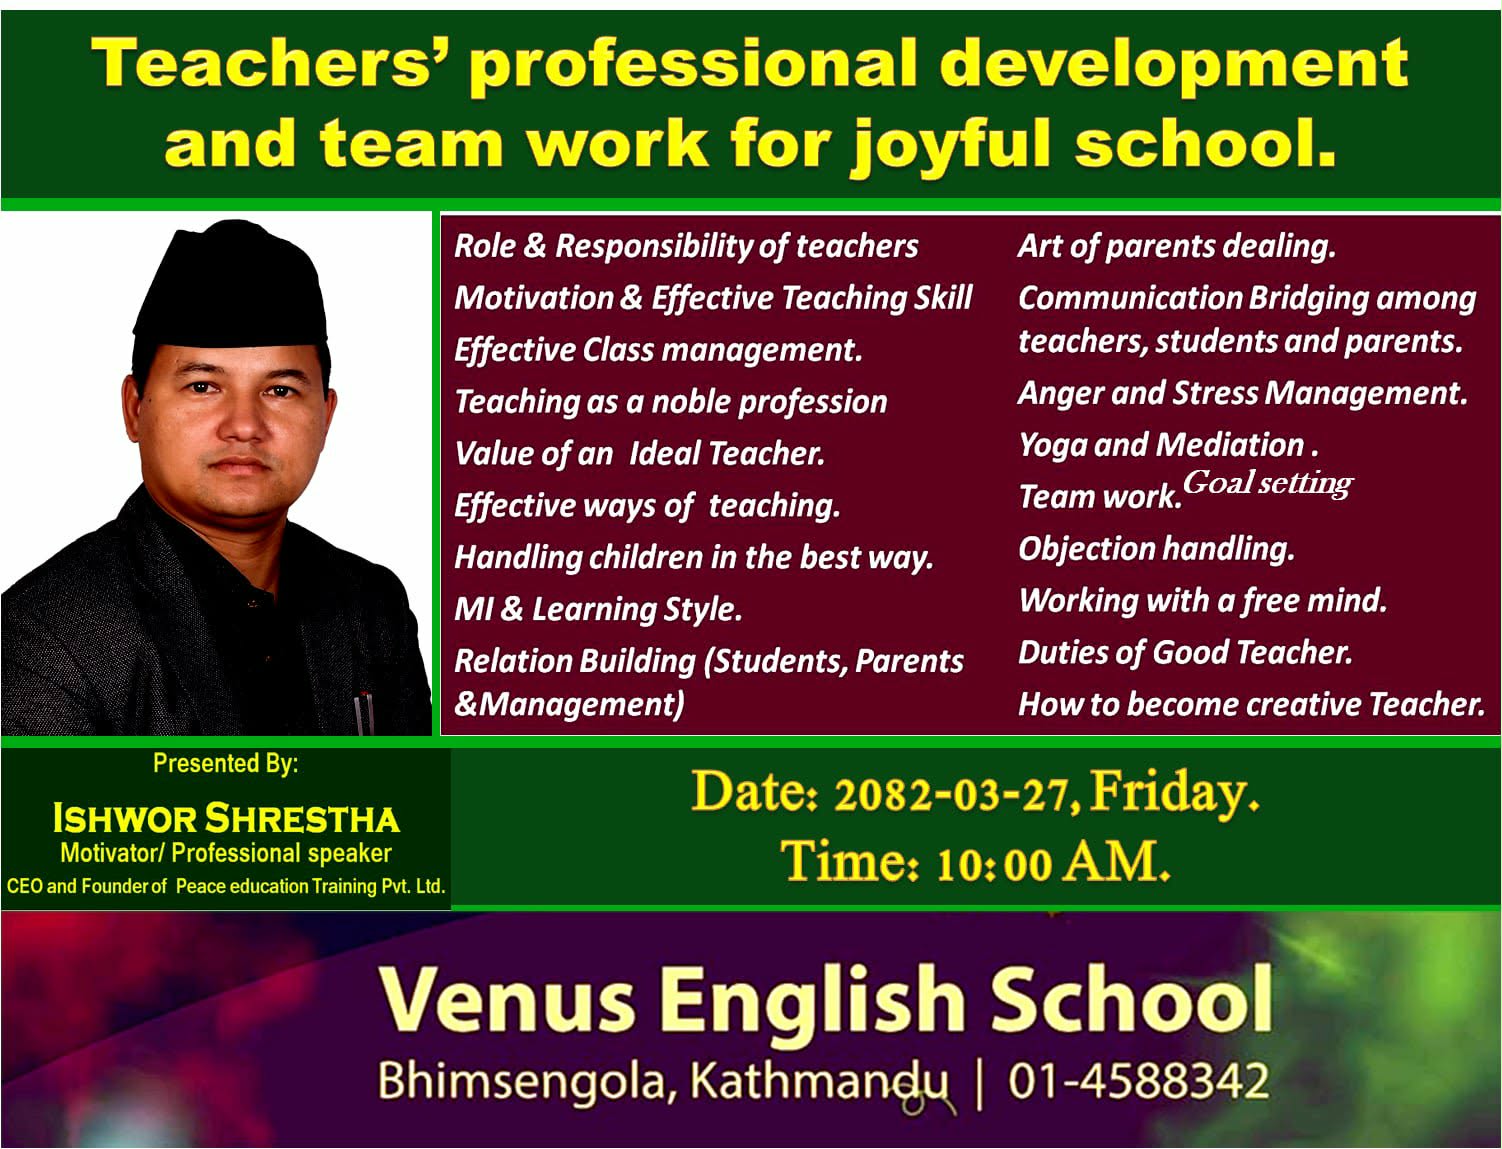 Teachers’ professional development
and team work for joyful school.
Role & Responsibility of teachers
Motivation & Effective Teaching Skill
Effective Class management.
Teaching as a noble profession
Value of an Ideal Teacher.
Effective ways of teaching.
Handling children in the best way.
MI & Learning Style.
Relation Building (Students, Parents
&Management)
Art of parents dealing.
Communication Bridging among
teachers, students and parents.
Anger and Stress Management.
Yoga and Mediation .
Team work. Goal setting
Objection handling.
Working with a free mind.
Duties of Good Teacher.
How to become creative Teacher.
Presented By:
ISHWOR SHRESTHA
Motivator/ Professional speaker
CEO and Founder of Peace education Training Pvt. Ltd.
Date: 2082-03-27, Friday.
Time: 10:00 AM.
Venus English School
Bhimsengola, Kathmandu | 01-4588342